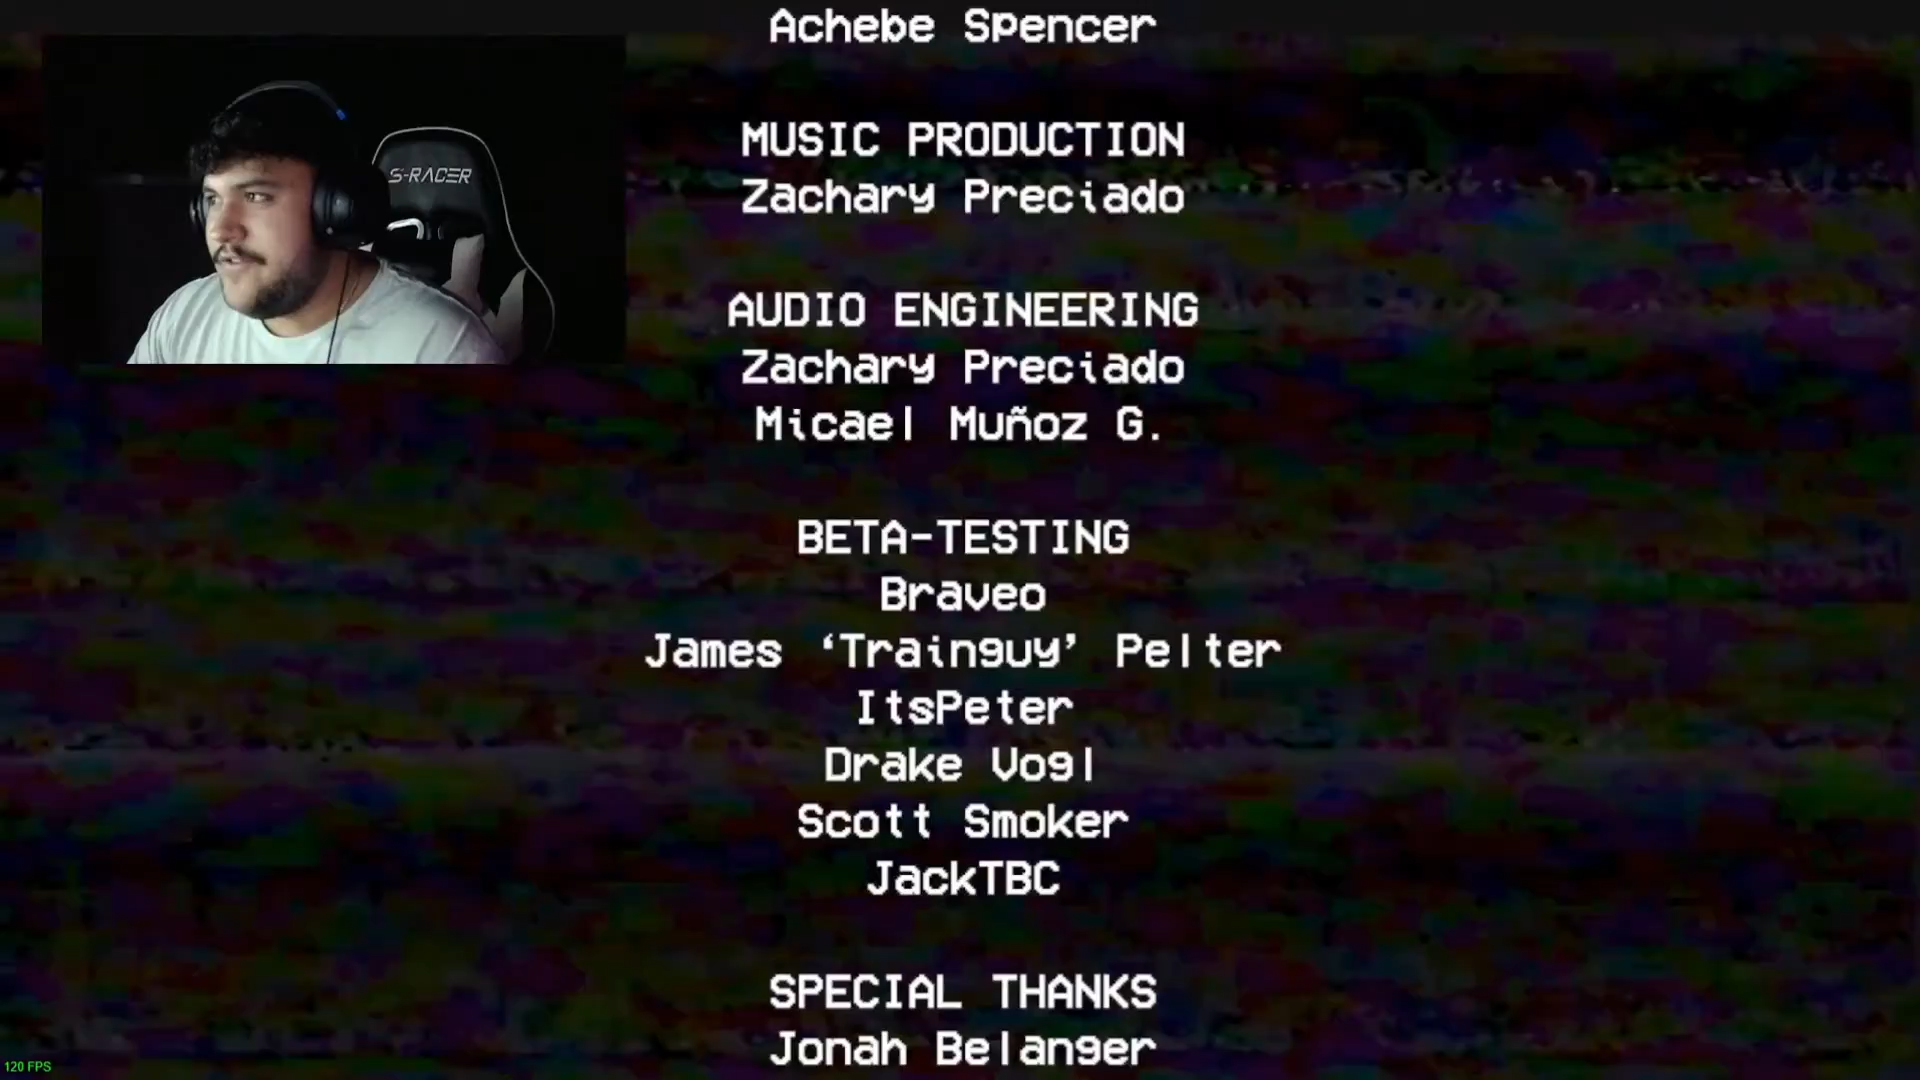 Achebe Spencer
MUSIC PRODUCTION
Zachary Preciado
AUDIO ENGINEERING
Zachary Preciado
Micael Muñoz G.
BETA-TESTING
Braveo
James ‘Trainguy’ Pelter
ItsPeter
Drake Vogl
Scott Smoker
JackTBC
SPECIAL THANKS
Jonah Belanger
S-RACER
120 FPS